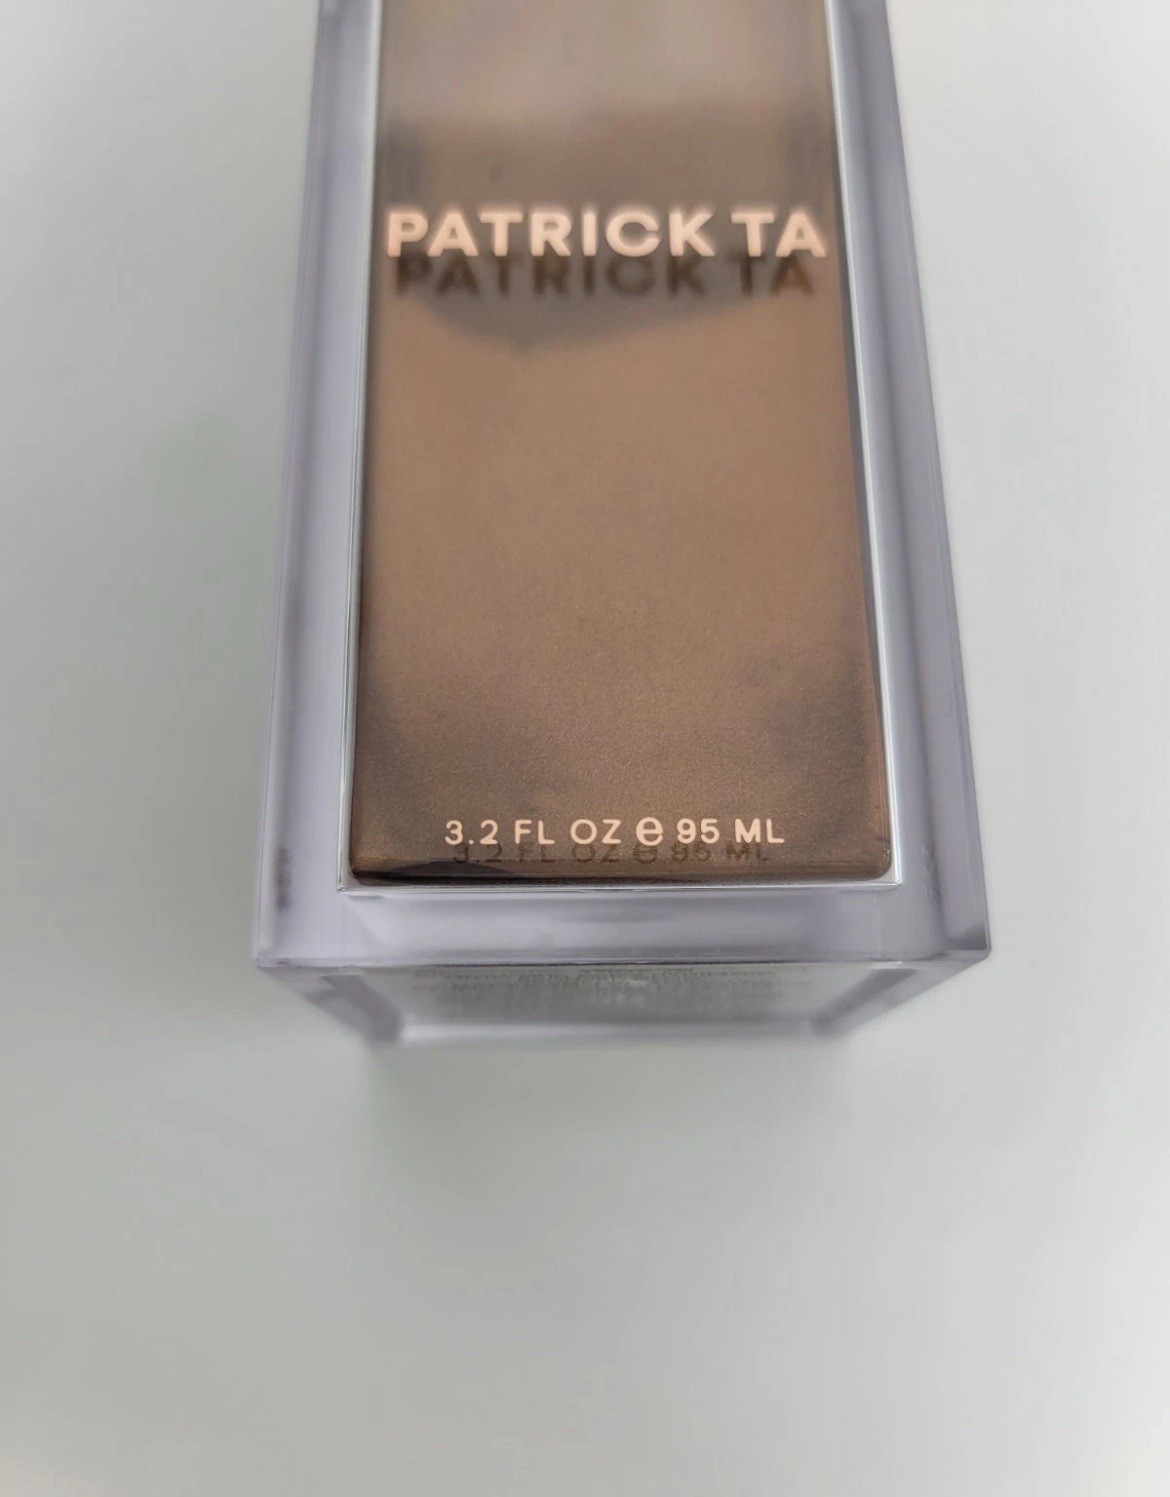 PATRICK TA
3.2 FL OZ e 95 ML